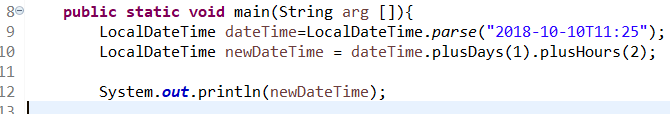 8 public static void main(String arg []){
9 LocalDateTime dateTime=LocalDateTime.parse("2018-10-10T11:25");
10 LocalDateTime newDateTime = dateTime.plusDays(1).plusHours(2);
11
12 System.out.println(newDateTime);
13